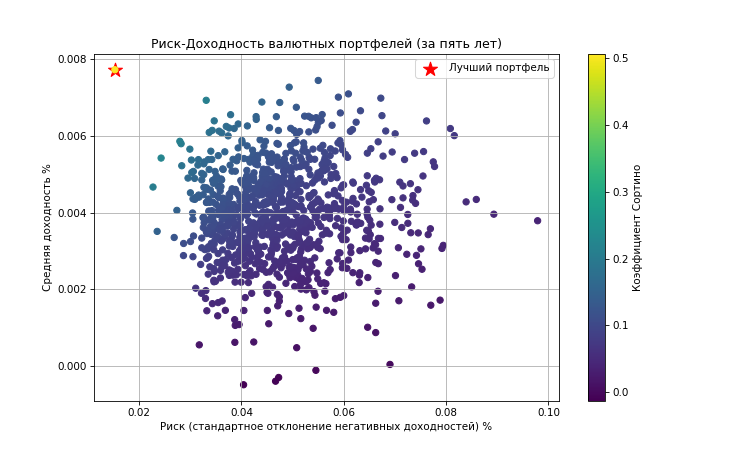 Риск-Доходность валютных портфелей (за пять лет)
Лучший портфель
Средняя доходность %
0.008
0.006
0.004
0.002
0.000
0.02 0.04 0.06 0.08 0.10
Риск (стандартное отклонение негативных доходностей) %
0.5
0.4
0.3
0.2
0.1
0.0
Коэффициент Сортино